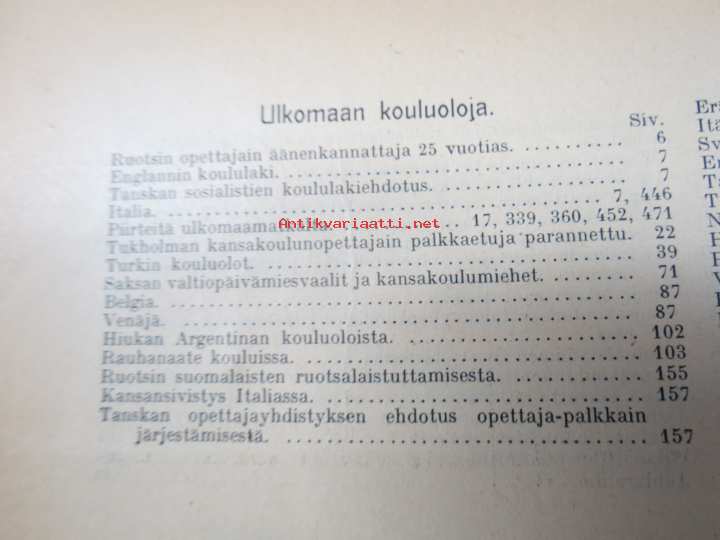 Ulkomaan kouluoloja.
Siv.
Ruotsin opettajain äänenkannattaja 25 vuotias. 6
Englannin koululaki. 7
Tanskan sosialistien koululakiehdotus. 7
Italia. 7, 446
Piirteitä ulkomaamatkalta. 17, 339, 360, 452, 471
Antikvariaatti.net
Tukholman kansakoulunopettajain palkkaetuja parannettu. 22
Turkin kouluolot. 39
Saksan valtiopäivämiesvaalit ja kansakoulumiehet. 71
Belgia. 87
Venäjä. 87
Hiukan Argentinan kouluoloista. 102
Rauhanaate kouluissa. 103
Ruotsin suomalaisten ruotsalaistuttamisesta. 155
Kansansivistys Italiassa. 157
Tanskan opettajayhdistyksen ehdotus opettaja-palkkain
järjestämisestä. 157